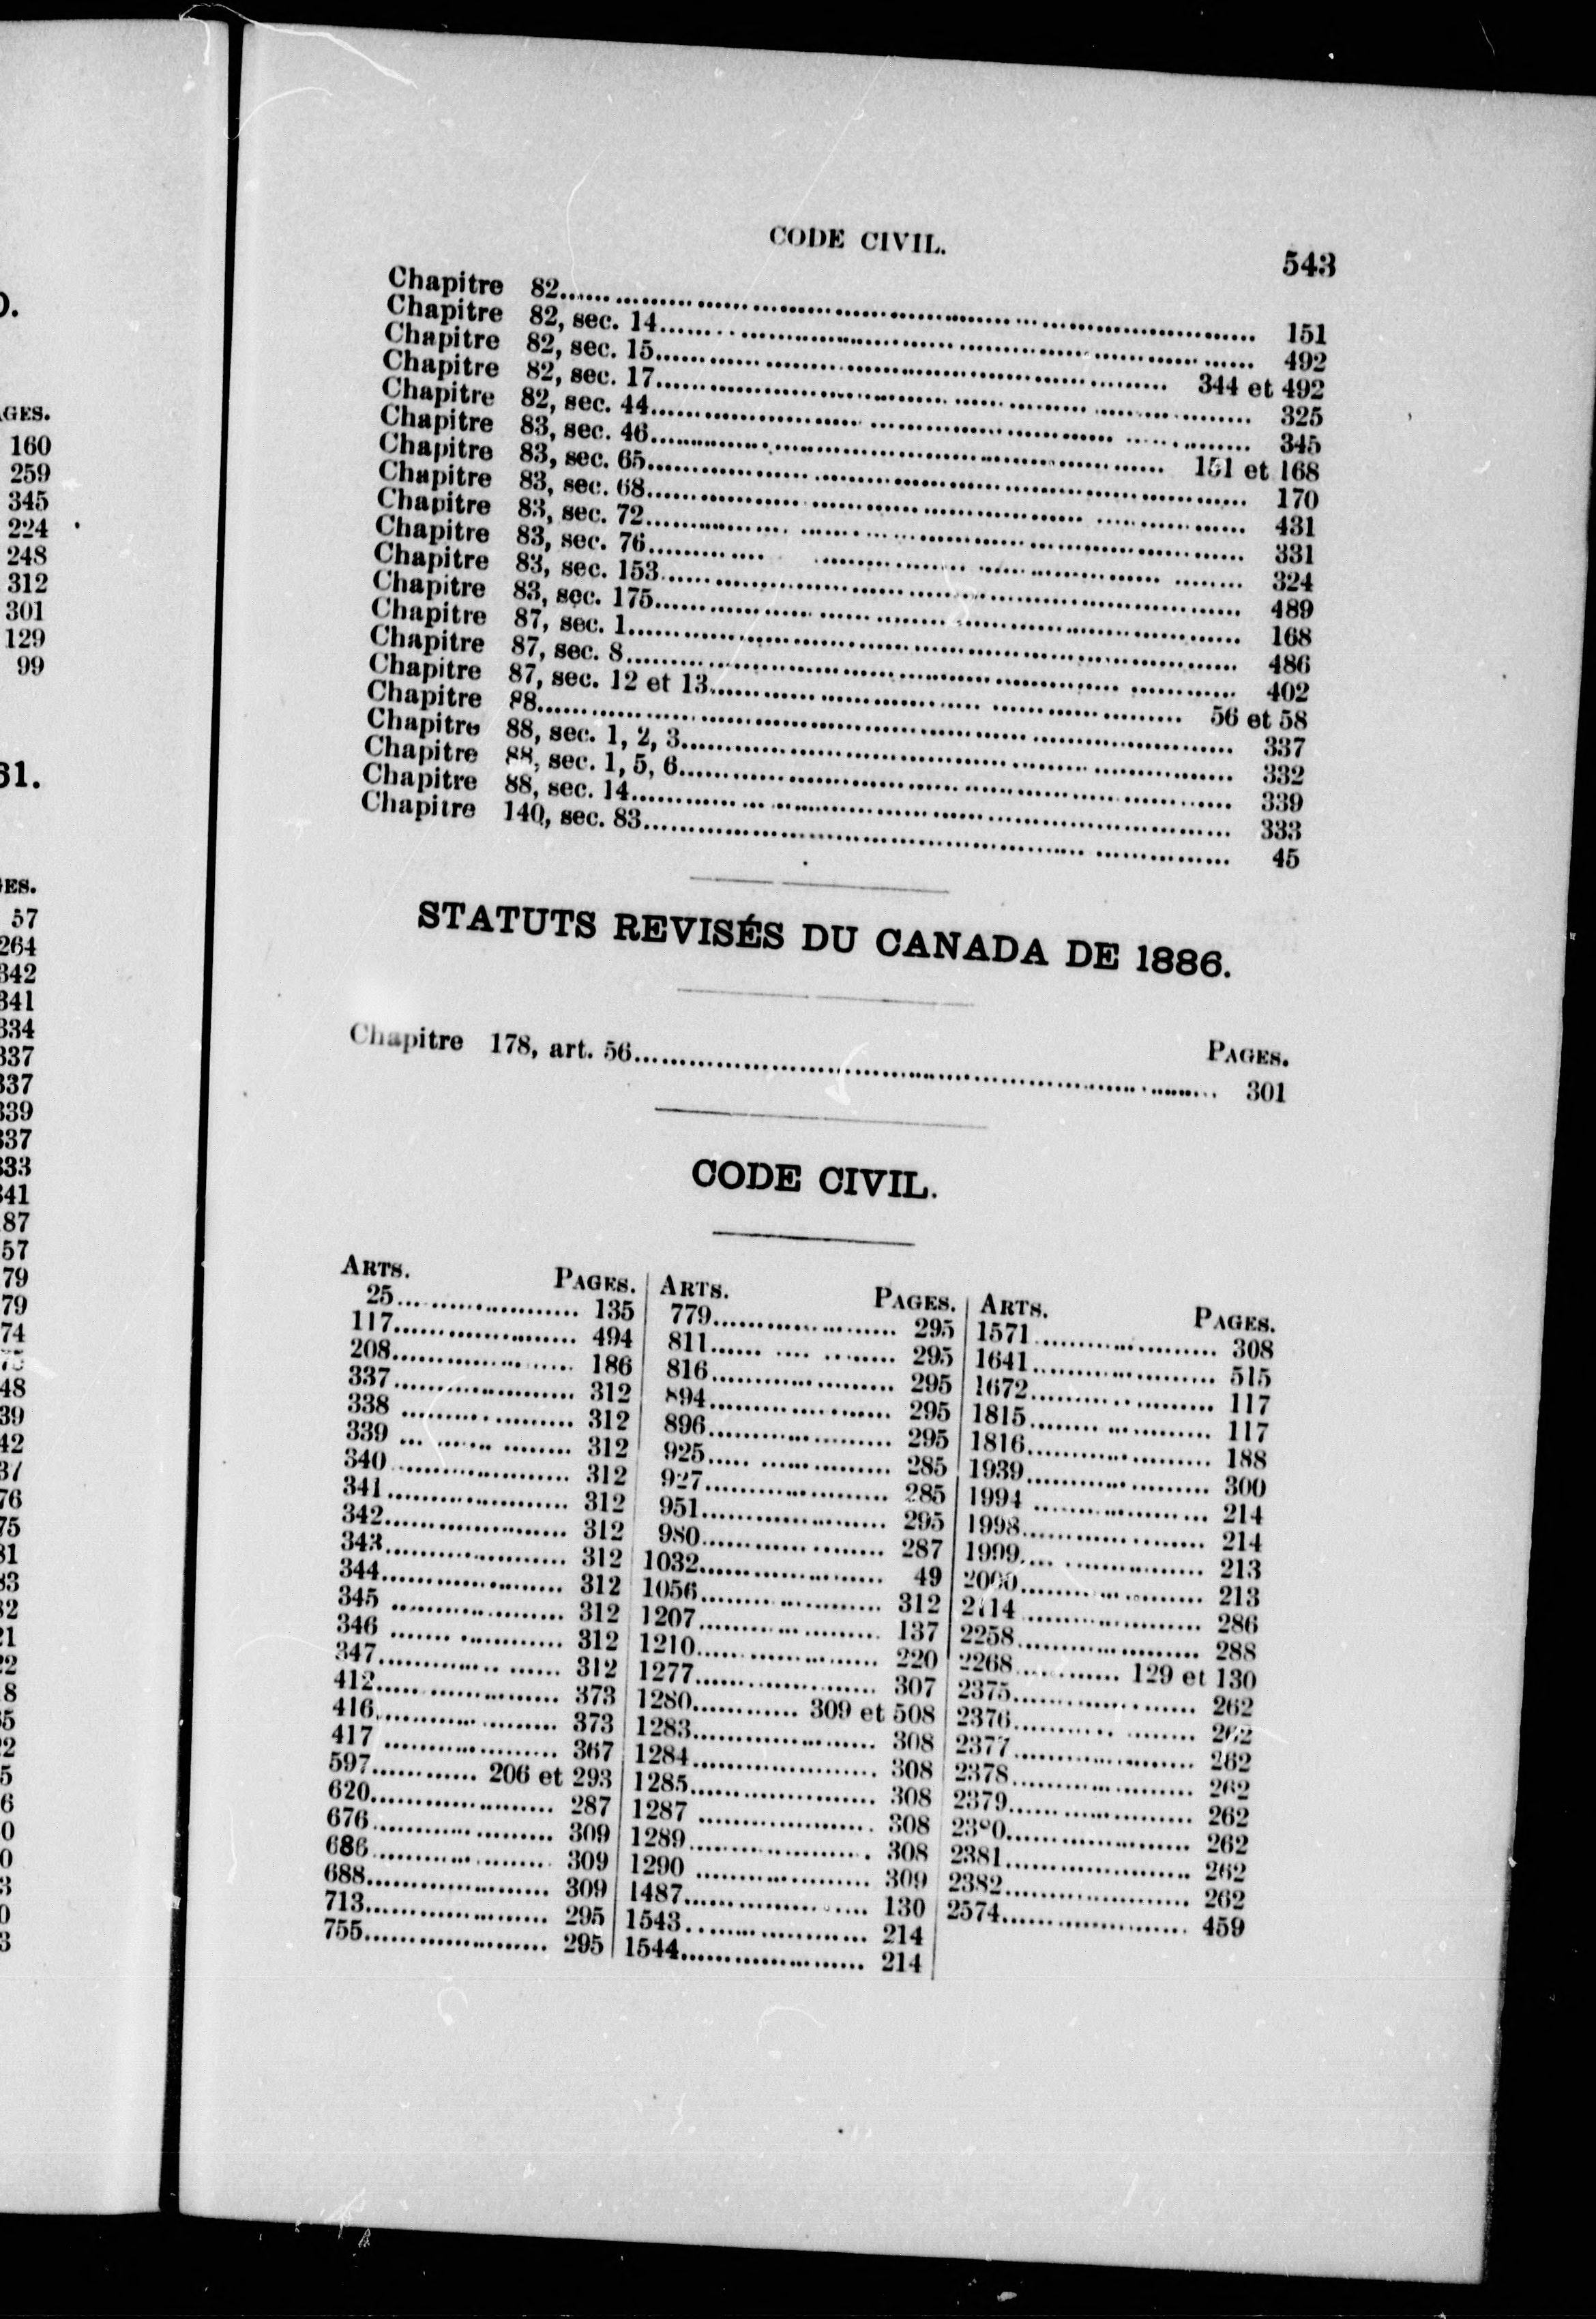 160
259
345
224
248
312
301
129
99
57
CODE CIVIL.
543
Chapitre 82........ 151
Chapitre 82, sec. 14........ 492
Chapitre 82, sec. 15........ 344 et 492
Chapitre 82, sec. 17........ 325
Chapitre 82, sec. 44........ 345
Chapitre 83, sec. 46........ 151 et 168
Chapitre 83, sec. 65........ 170
Chapitre 83, sec. 68........ 431
Chapitre 83, sec. 72........ 331
Chapitre 83, sec. 76........ 324
Chapitre 83, sec. 153........ 489
Chapitre 83, sec. 175........ 168
Chapitre 87, sec. 1........ 486
Chapitre 87, sec. 8........ 402
Chapitre 87, sec. 12 et 13........ 56 et 58
Chapitre 88........ 337
Chapitre 88, sec. 1, 2, 3........ 332
Chapitre 88, sec. 1, 5, 6........ 339
Chapitre 88, sec. 14........ 333
Chapitre 140, sec. 83........ 45
STATUTS REVISÉS DU CANADA DE 1886.
PAGES.
Chapitre 178, art. 56........ 301
CODE CIVIL.
ARTS. PAGES.
25........ 135
117........ 494
208........ 186
337........ 312
338........ 312
339........ 312
340........ 312
341........ 312
342........ 312
343........ 312
344........ 312
345........ 312
346........ 312
347........ 312
412........ 373
416........ 373
417........ 367
597........ 206 et 293
620........ 287
676........ 309
686........ 309
688........ 309
713........ 295
755........ 295
ARTS. PAGES.
779........ 295
811........ 295
816........ 295
894........ 295
896........ 295
925........ 285
927........ 285
951........ 295
980........ 287
1032........ 49
1056........ 312
1207........ 137
1210........ 220
1277........ 307
1280........ 309 et 508
1283........ 308
1284........ 308
1285........ 308
1287........ 308
1289........ 308
1290........ 309
1487........ 130
1543........ 214
1544........ 214
ARTS. PAGES.
1571........ 308
1641........ 515
1672........ 117
1815........ 117
1816........ 188
1939........ 300
1994........ 214
1998........ 214
1999........ 213
2000........ 213
2114........ 286
2258........ 288
2268........ 129 et 130
2375........ 262
2376........ 262
2377........ 262
2378........ 262
2379........ 262
2380........ 262
2381........ 262
2382........ 262
2574........ 459